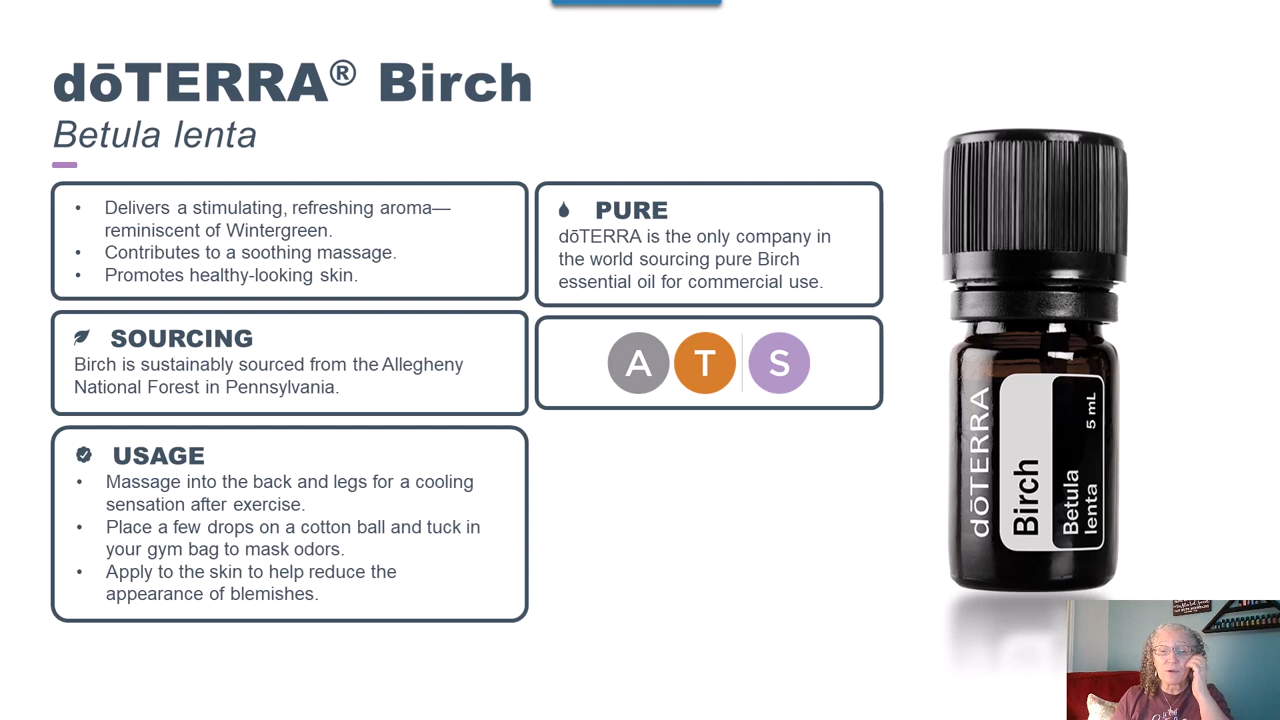 dōTERRA® Birch
Betula lenta
• Delivers a stimulating, refreshing aroma—
reminiscent of Wintergreen.
• Contributes to a soothing massage.
• Promotes healthy-looking skin.
PURE
dōTERRA is the only company in
the world sourcing pure Birch
essential oil for commercial use.
SOURCING
Birch is sustainably sourced from the Allegheny
National Forest in Pennsylvania.
A T S
USAGE
• Massage into the back and legs for a cooling
sensation after exercise.
• Place a few drops on a cotton ball and tuck in
your gym bag to mask odors.
• Apply to the skin to help reduce the
appearance of blemishes.
dōTERRA
Birch
Betula
lenta
5 mL